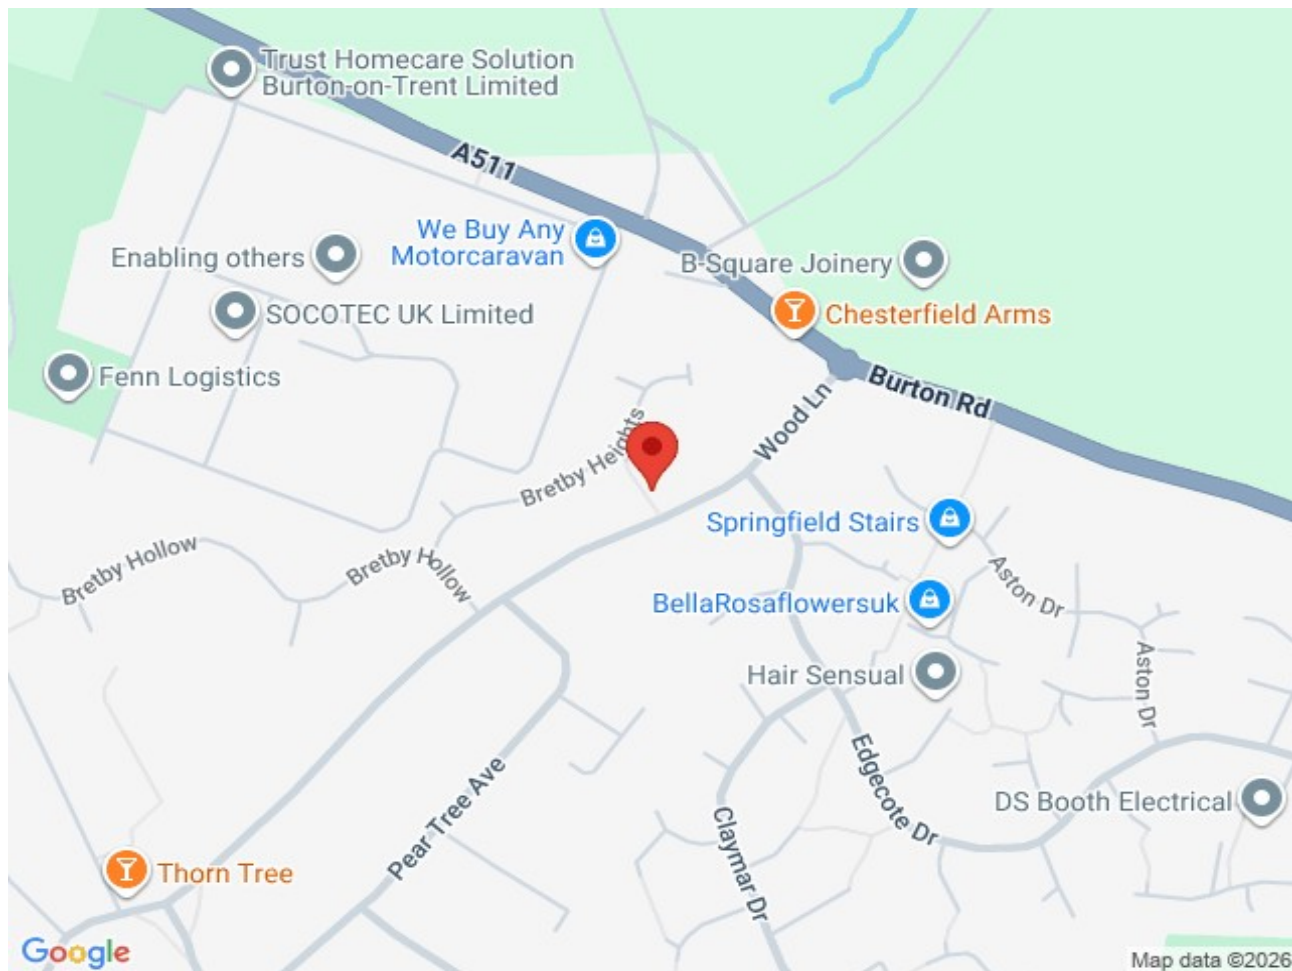 Trust Homecare Solution
Burton-on-Trent Limited
A511
We Buy Any
Motorcaravan
Enabling others
B-Square Joinery
SOCOTEC UK Limited
Chesterfield Arms
Fenn Logistics
Burton Rd
Wood Ln
Bretby Heights
Springfield Stairs
Bretby Hollow
Bretby Hollow
Aston Dr
BellaRosaflowersuk
Hair Sensual
Aston Dr
Edgecote Dr
Pear Tree Ave
DS Booth Electrical
Claymar Dr
Thorn Tree
Google
Map data ©2026